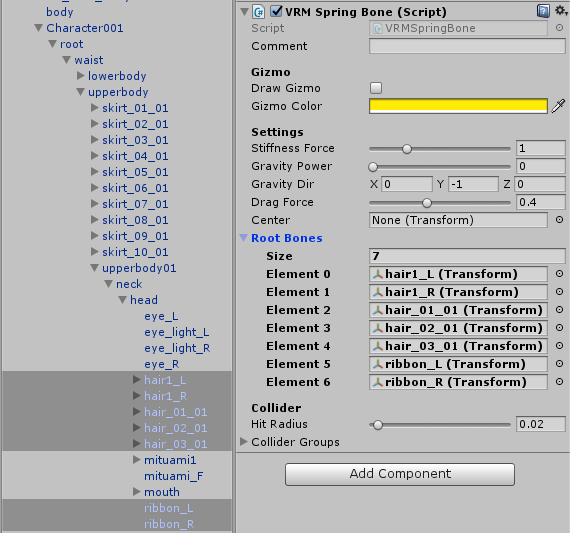 body
Character001
root
waist
lowerbody
upperbody
skirt_01_01
skirt_02_01
skirt_03_01
skirt_04_01
skirt_05_01
skirt_06_01
skirt_07_01
skirt_08_01
skirt_09_01
skirt_10_01
upperbody01
neck
head
eye_L
eye_light_L
eye_light_R
eye_R
hair1_L
hair1_R
hair_01_01
hair_02_01
hair_03_01
mituami1
mituami_F
mouth
ribbon_L
ribbon_R
VRM Spring Bone (Script)
Script VRMSpringBone
Comment
Gizmo
Draw Gizmo
Gizmo Color
Settings
Stiffness Force 1
Gravity Power 0
Gravity Dir X 0 Y -1 Z 0
Drag Force 0.4
Center None (Transform)
Root Bones
Size 7
Element 0 hair1_L (Transform)
Element 1 hair1_R (Transform)
Element 2 hair_01_01 (Transform)
Element 3 hair_02_01 (Transform)
Element 4 hair_03_01 (Transform)
Element 5 ribbon_L (Transform)
Element 6 ribbon_R (Transform)
Collider
Hit Radius 0.02
Collider Groups
Add Component